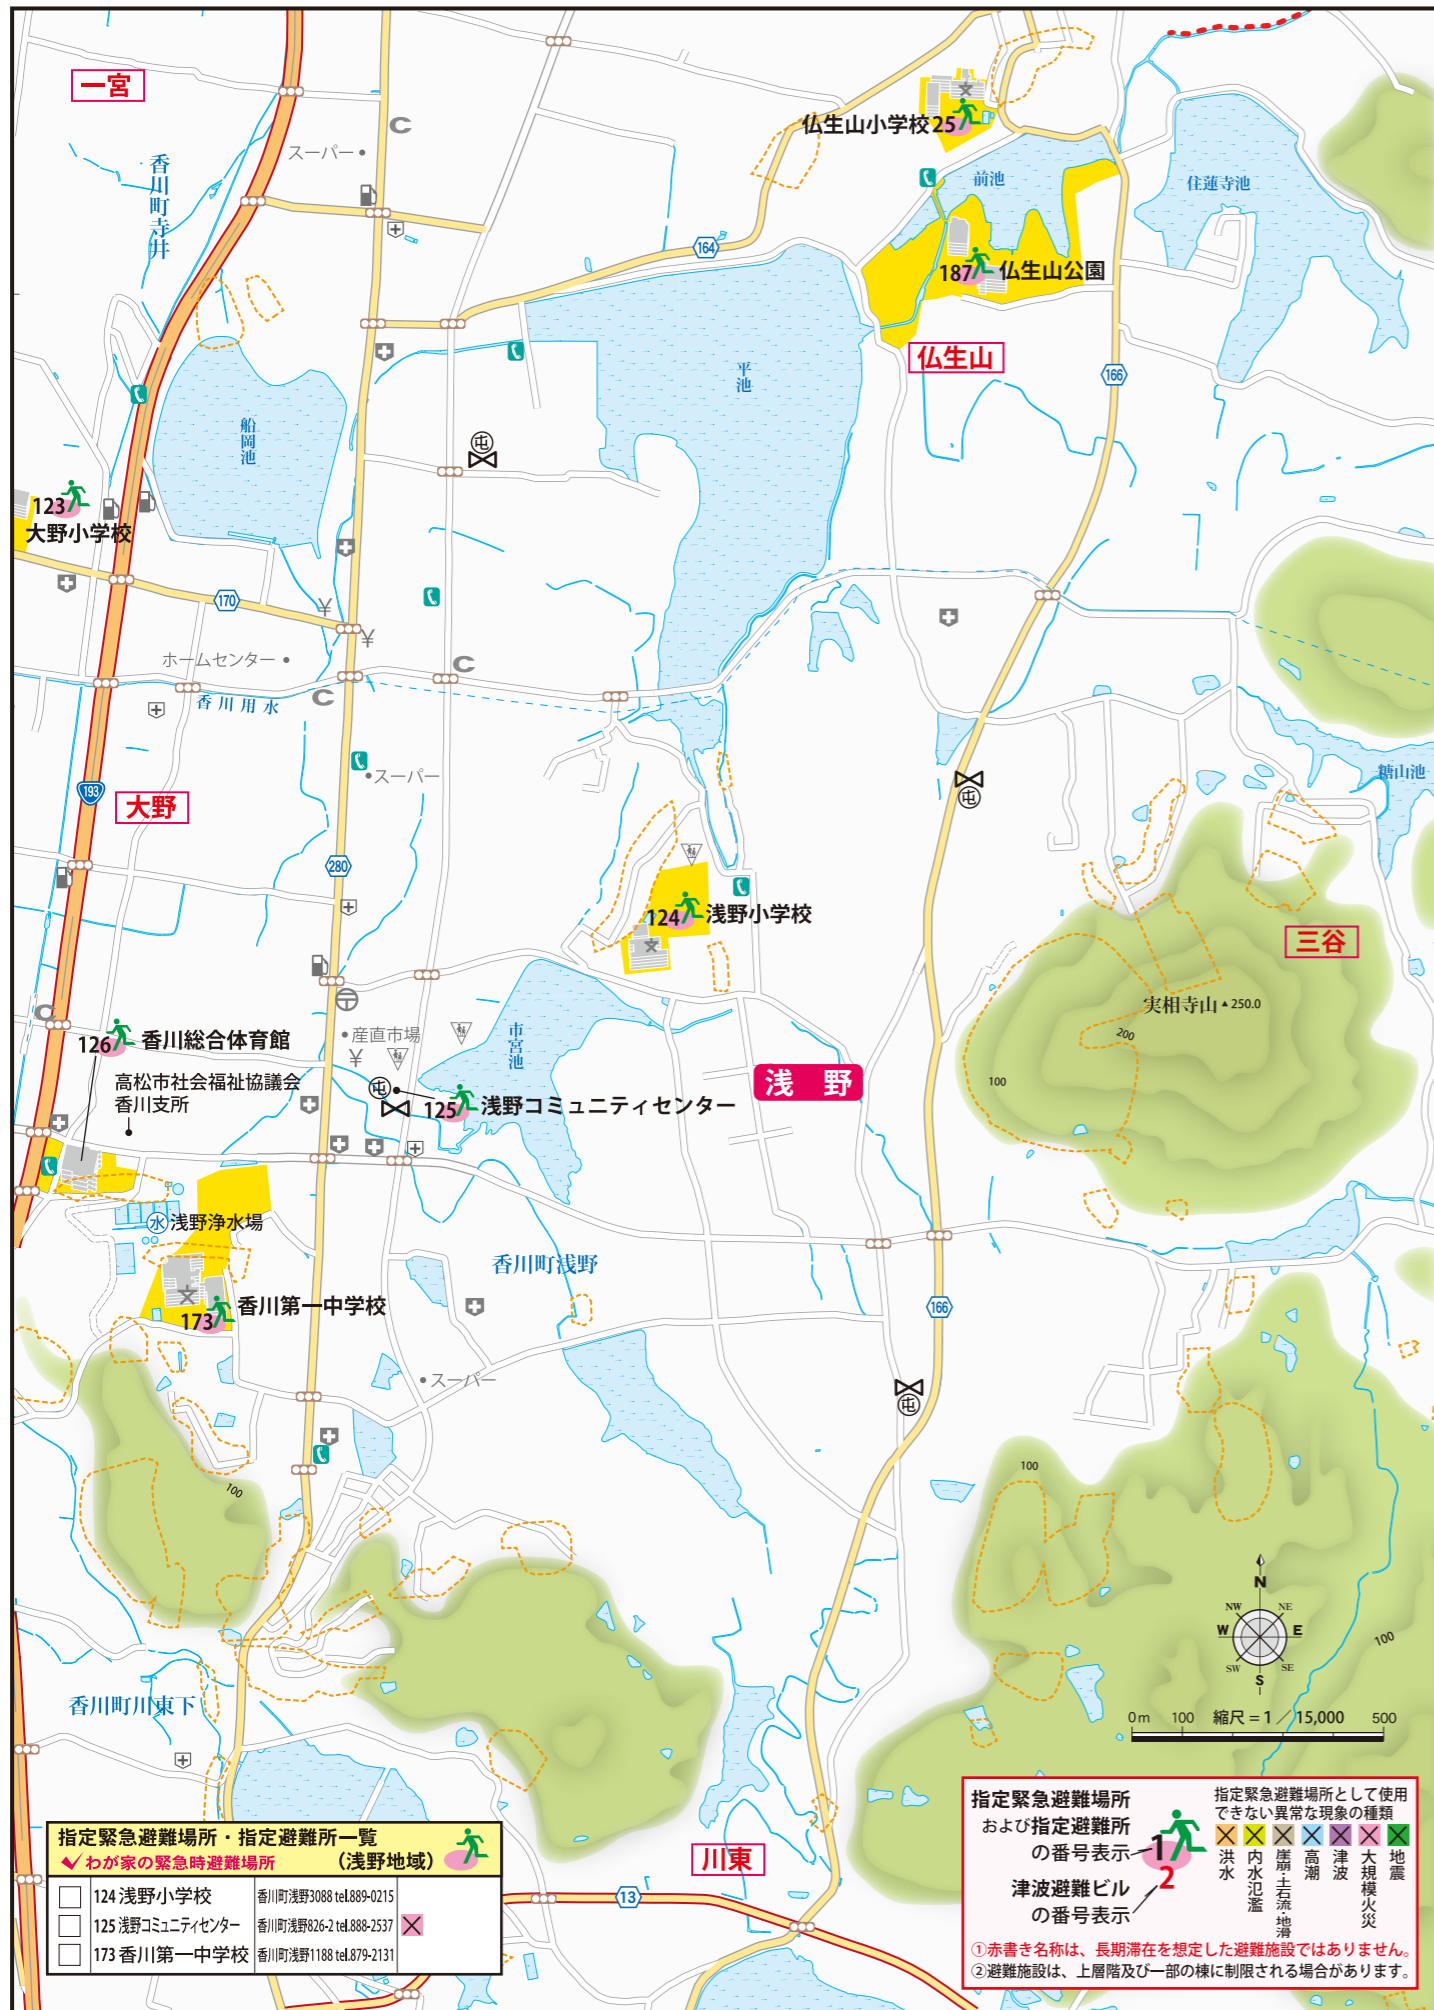 一宮
香川町寺井
スーパー
仏生山小学校 25
前池
住蓮寺池
164
187 仏生山公園
仏生山
平池
166
船岡池
屯
123
大野小学校
170
ホームセンター
香川用水
C
C
C
スーパー
193
大野
280
屯
糖山池
124 浅野小学校
三谷
実相寺山 ▲250.0
200
100
C
126 香川総合体育館
高松市社会福祉協議会
香川支所
産直市場
市宮池
屯
125 浅野コミュニティセンター
浅 野
水 浅野浄水場
香川町浅野
173 香川第一中学校
166
スーパー
屯
100
100
100
N
NW NE
W E
SW SE
S
0m 100 縮尺=1/15,000 500
香川町川東下
川東
13
指定緊急避難場所・指定避難所一覧
わが家の緊急時避難場所 (浅野地域)
124 浅野小学校 香川町浅野3088 tel.889-0215
125 浅野コミュニティセンター 香川町浅野826-2 tel.888-2537
173 香川第一中学校 香川町浅野1188 tel.879-2131
指定緊急避難場所
および指定避難所
の番号表示
1
津波避難ビル
の番号表示
2
指定緊急避難場所として使用
できない異常な現象の種類
洪水
内水氾濫
崖崩・土石流・地滑
高潮
津波
大規模火災
地震
①赤書き名称は、長期滞在を想定した避難施設ではありません。
②避難施設は、上層階及び一部の棟に制限される場合があります。